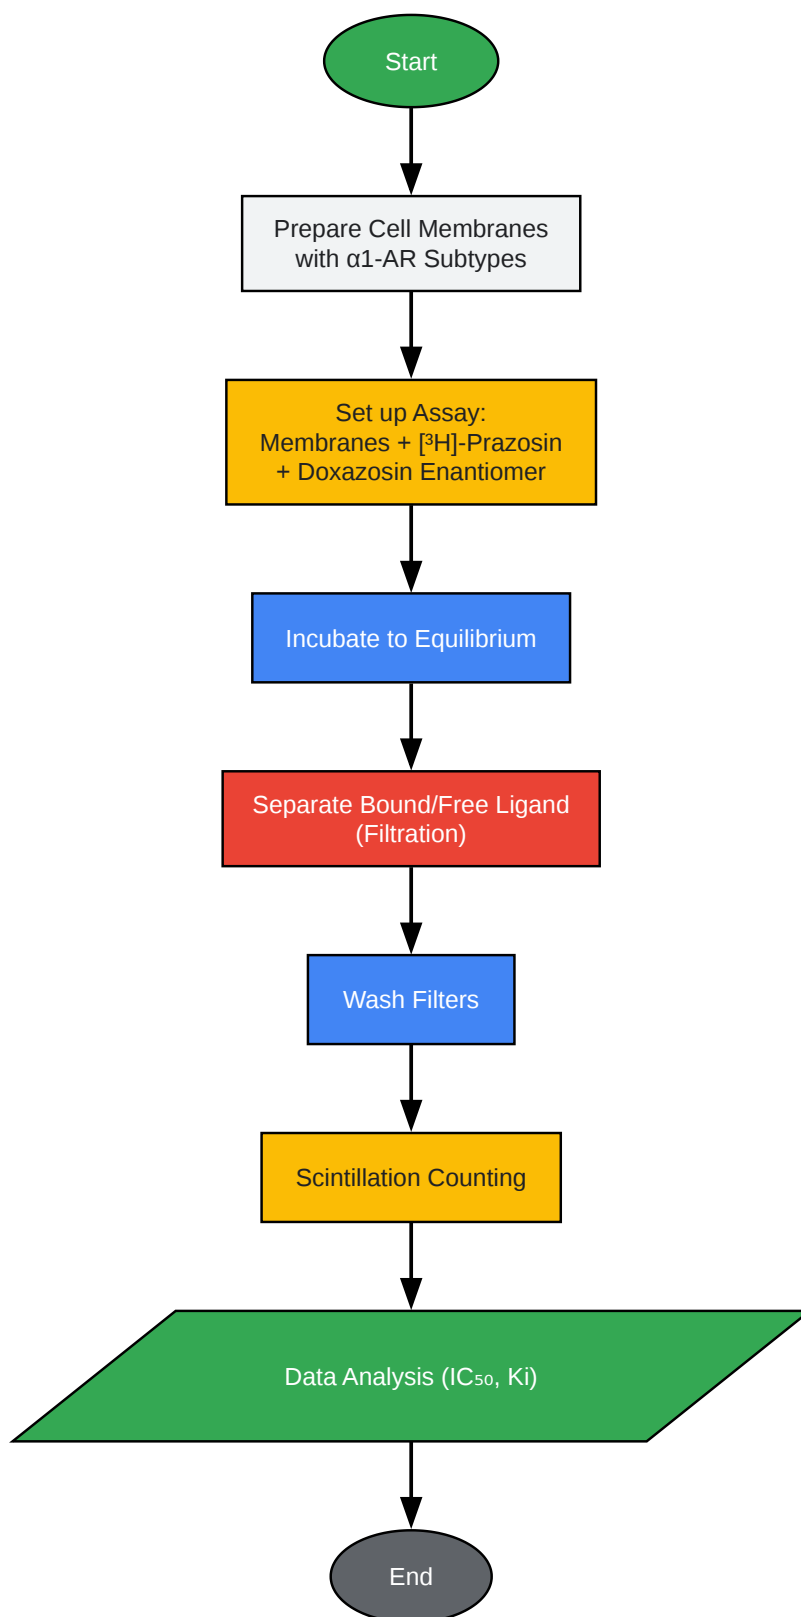 Start
Prepare Cell Membranes
with α1-AR Subtypes
Set up Assay:
Membranes + [³H]-Prazosin
+ Doxazosin Enantiomer
Incubate to Equilibrium
Separate Bound/Free Ligand
(Filtration)
Wash Filters
Scintillation Counting
Data Analysis (IC₅₀, Ki)
End